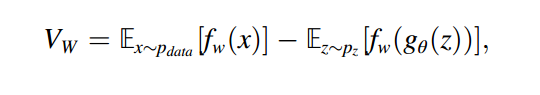 V_W = 𝔼_{x∼p_{data}}[f_w(x)] − 𝔼_{z∼p_z}[f_w(g_θ(z))],